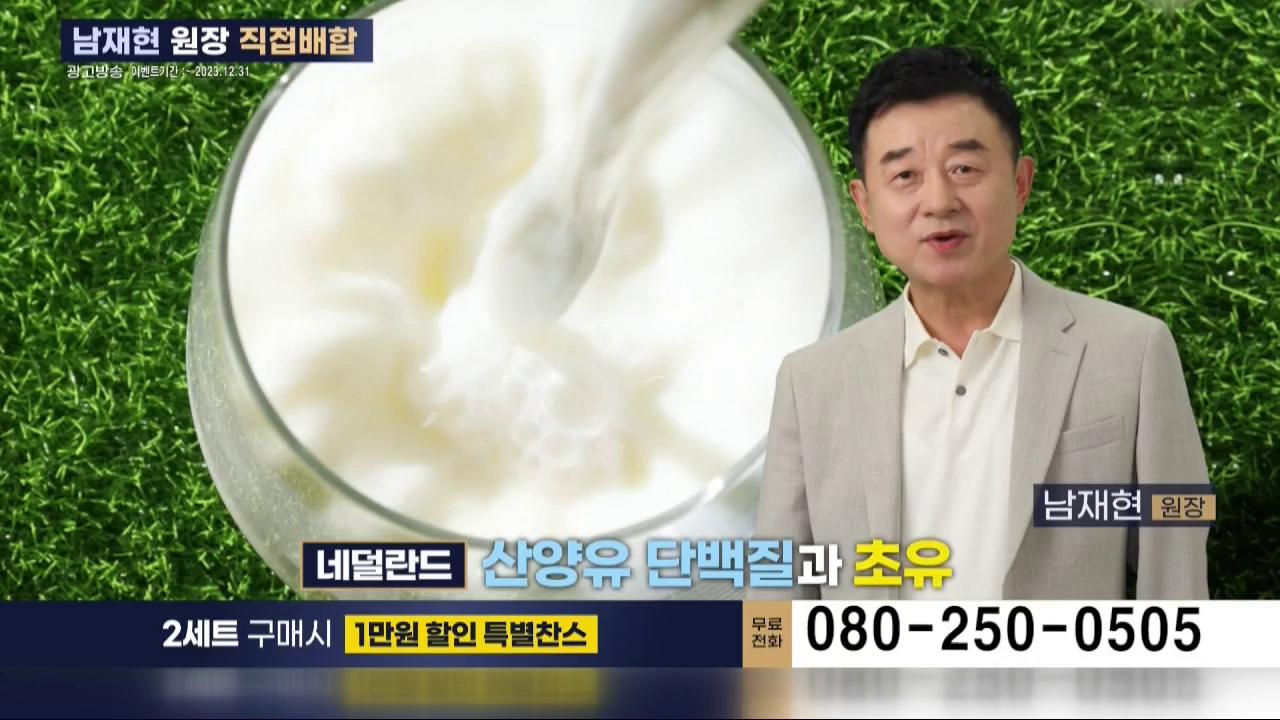 남재현 원장 직접배합
광고방송 이벤트기간 :~ 2023.12.31
남재현 원장
네덜란드 산양유 단백질과 초유
2세트 구매시 1만원 할인 특별찬스
무료
전화
080-250-0505